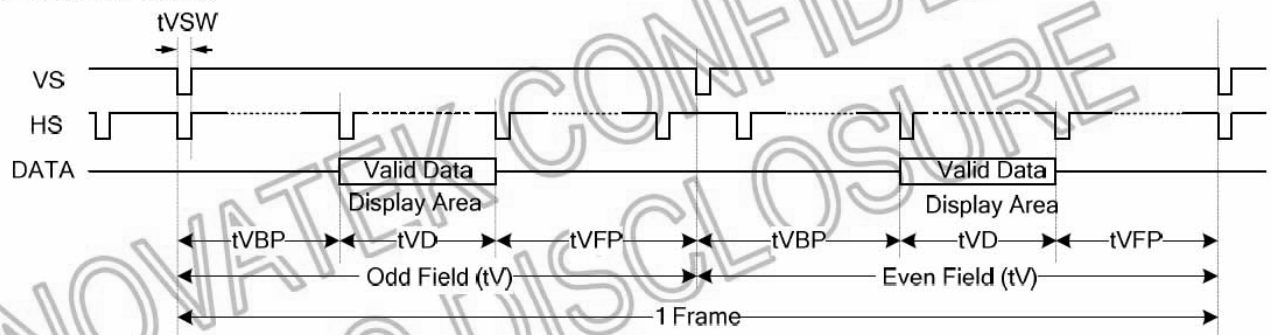 tVSW
VS
HS
DATA
Valid Data
Valid Data
Display Area
Display Area
tVBP
tVD
tVFP
tVBP
tVD
tVFP
Odd Field (tV)
Even Field (tV)
1 Frame
NOVATEK CONFIDE
DISCLOSURE